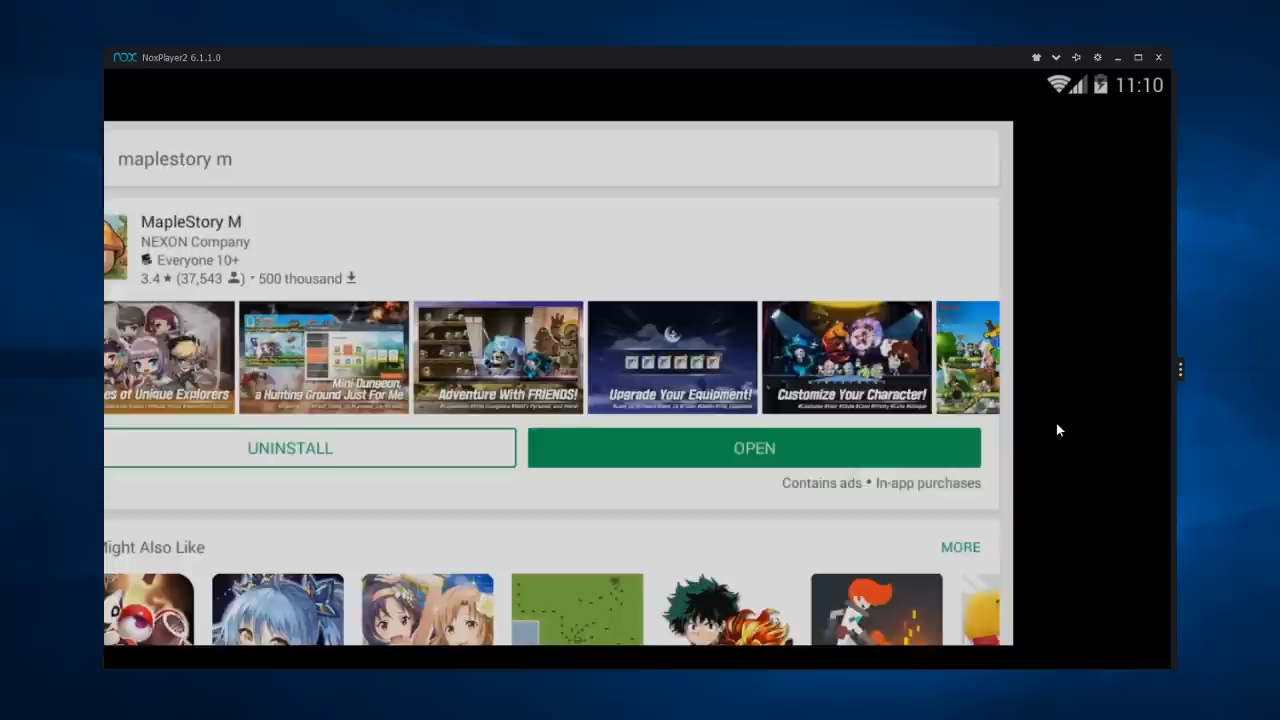 nox NoxPlayer2 6.1.1.0
11:10
maplestory m
MapleStory M
NEXON Company
Everyone 10+
3.4 ★ (37,543 ) • 500 thousand
es of Unique Explorers
Mini Dungeon,
a Hunting Ground Just For Me
Adventure With FRIENDS!
Upgrade Your Equipment!
Customize Your Character!
UNINSTALL
OPEN
Contains ads • In-app purchases
Might Also Like
MORE